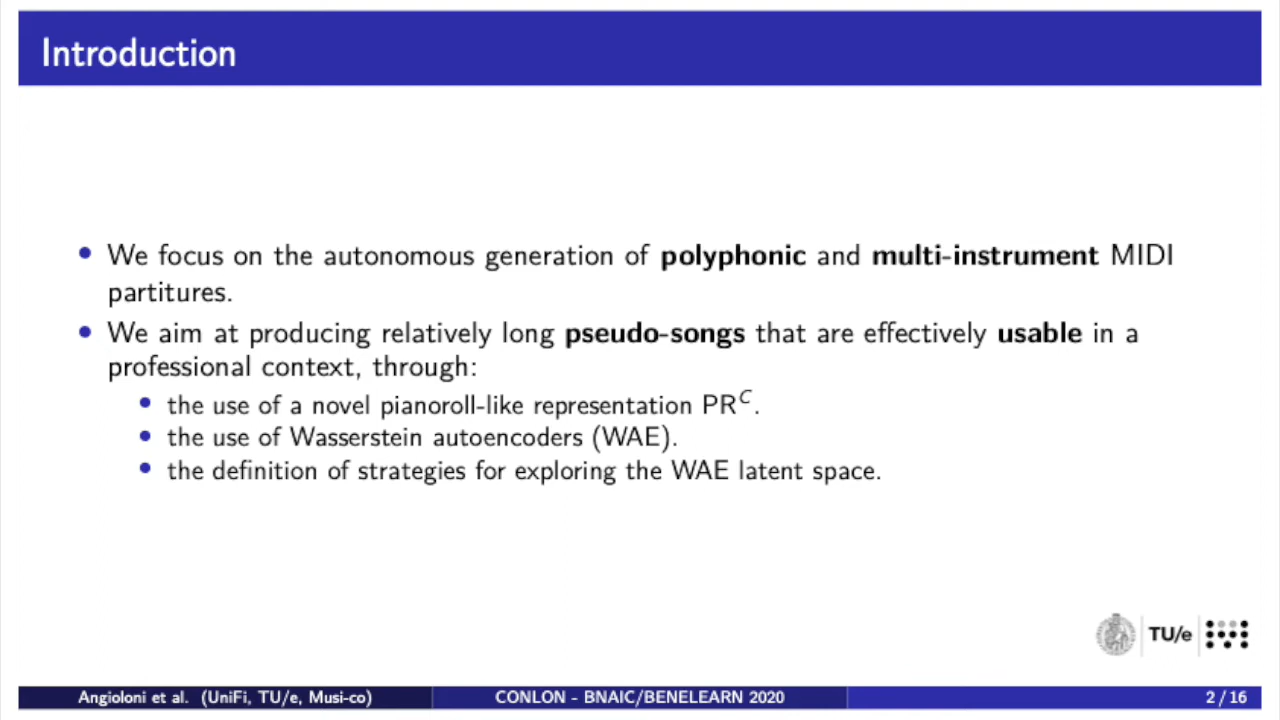 Introduction
• We focus on the autonomous generation of polyphonic and multi-instrument MIDI
partitures.
• We aim at producing relatively long pseudo-songs that are effectively usable in a
professional context, through:
• the use of a novel pianoroll-like representation PR^C.
• the use of Wasserstein autoencoders (WAE).
• the definition of strategies for exploring the WAE latent space.
TU/e
Angioloni et al. (UniFi, TU/e, Musi-co) CONLON - BNAIC/BENELEARN 2020 2 / 16